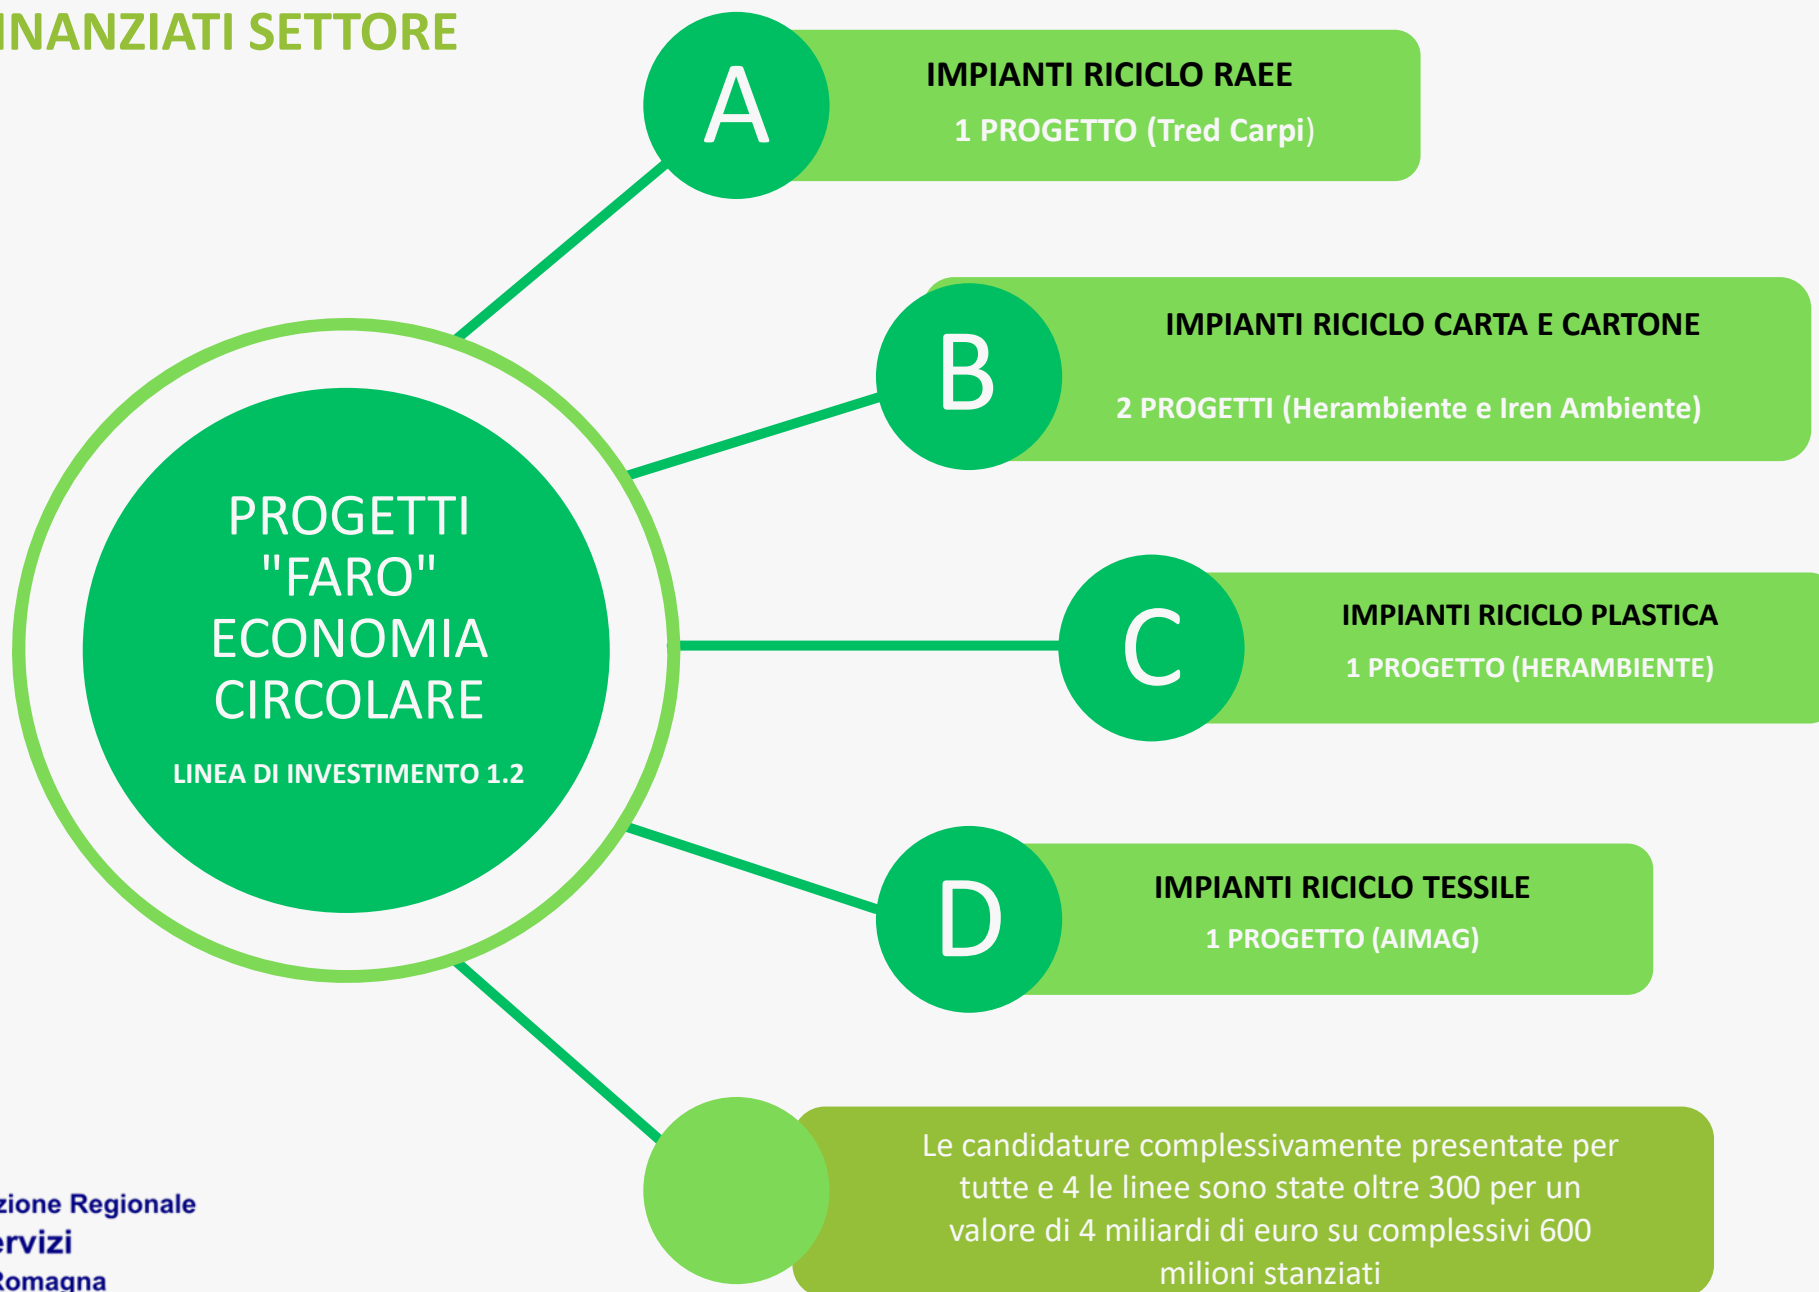 INANZIATI SETTORE
A
IMPIANTI RICICLO RAEE
1 PROGETTO (Tred Carpi)
B
IMPIANTI RICICLO CARTA E CARTONE
2 PROGETTI (Herambiente e Iren Ambiente)
PROGETTI
"FARO"
ECONOMIA
CIRCOLARE
LINEA DI INVESTIMENTO 1.2
C
IMPIANTI RICICLO PLASTICA
1 PROGETTO (HERAMBIENTE)
D
IMPIANTI RICICLO TESSILE
1 PROGETTO (AIMAG)
Le candidature complessivamente presentate per
tutte e 4 le linee sono state oltre 300 per un
valore di 4 miliardi di euro su complessivi 600
milioni stanziati
zione Regionale
ervizi
Romagna